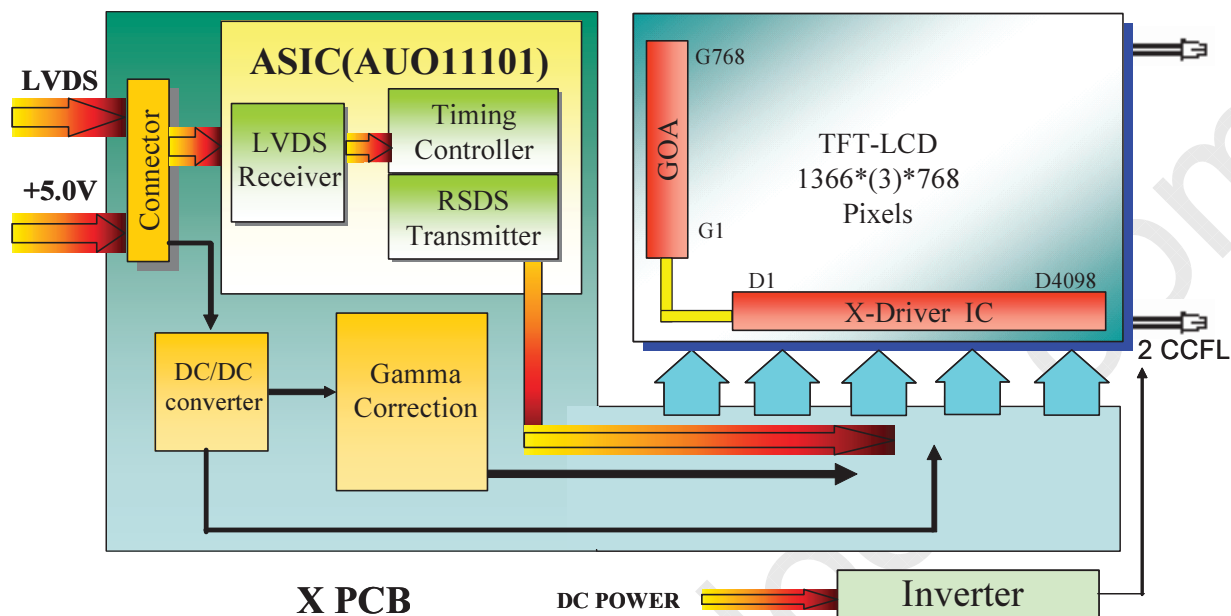 ASIC(AUO11101)
LVDS
+5.0V
Connector
LVDS
Receiver
Timing
Controller
RSDS
Transmitter
DC/DC
converter
Gamma
Correction
X PCB
G768
GOA
G1
TFT-LCD
1366*(3)*768
Pixels
D1
D4098
X-Driver IC
2 CCFL
DC POWER
Inverter